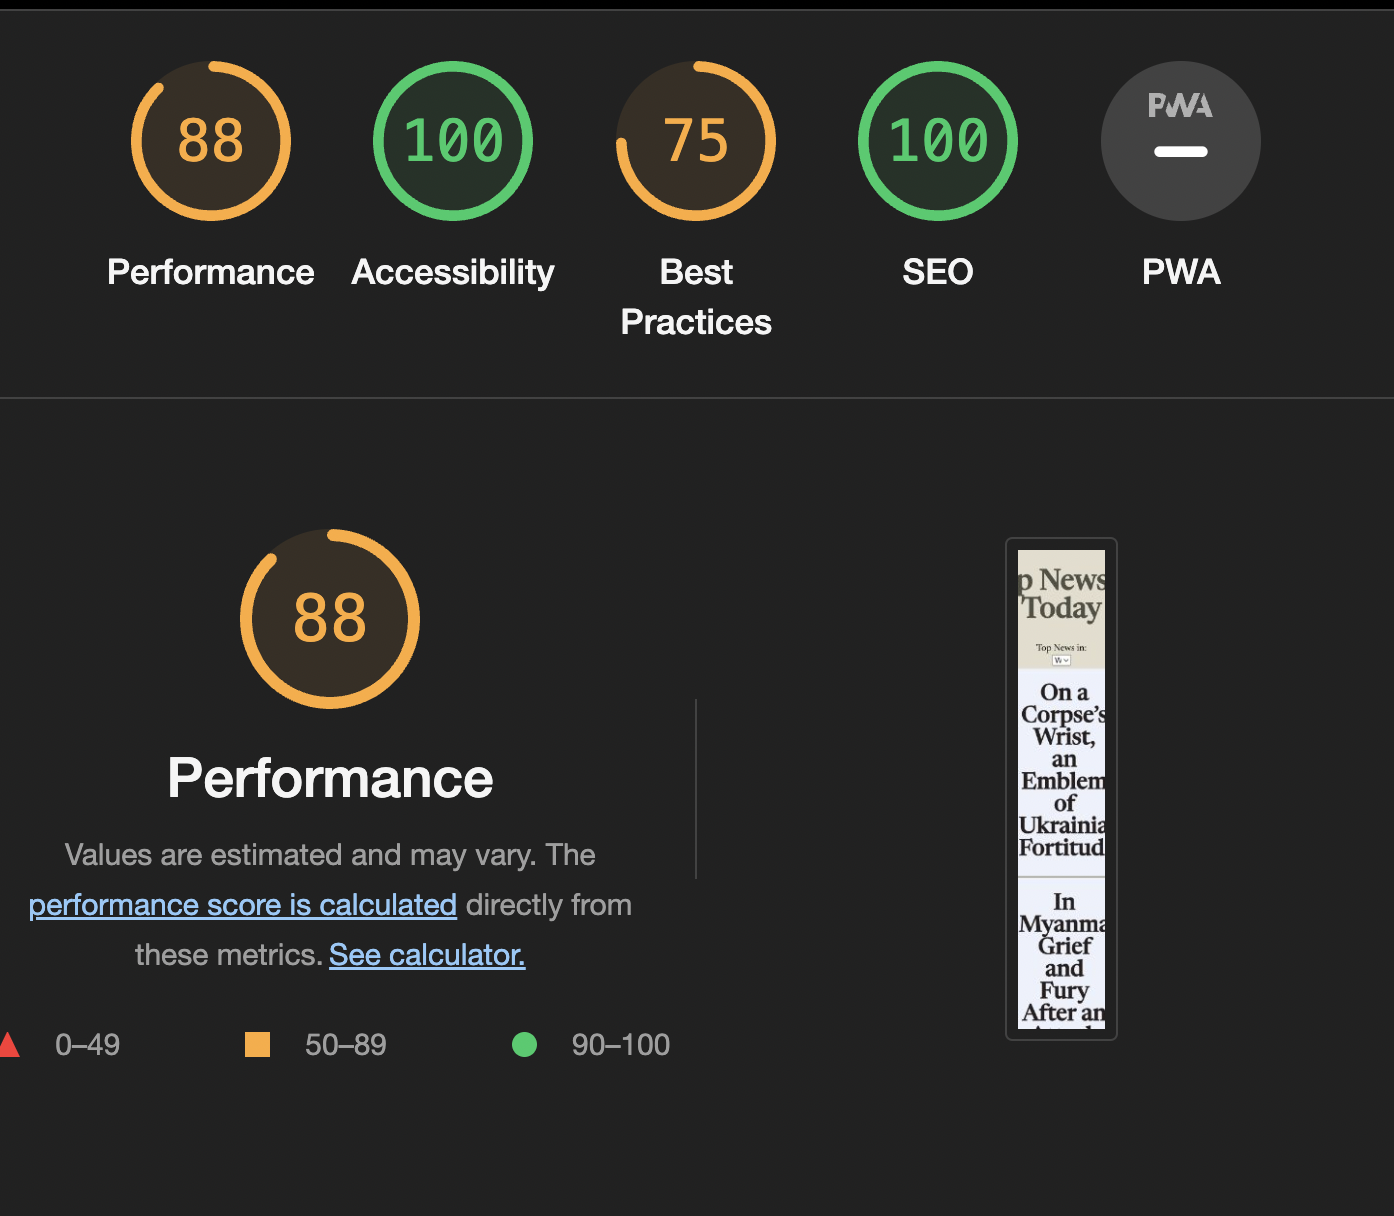 88
100
75
100
PWA
Performance
Accessibility
Best
Practices
SEO
PWA
88
Performance
Values are estimated and may vary. The
performance score is calculated directly from
these metrics. See calculator.
0–49
50–89
90–100
p News
Today
Top News in:
W
On a
Corpse's
Wrist,
an
Emblem
of
Ukrainia
Fortitud
In
Myanma
Grief
and
Fury
After an